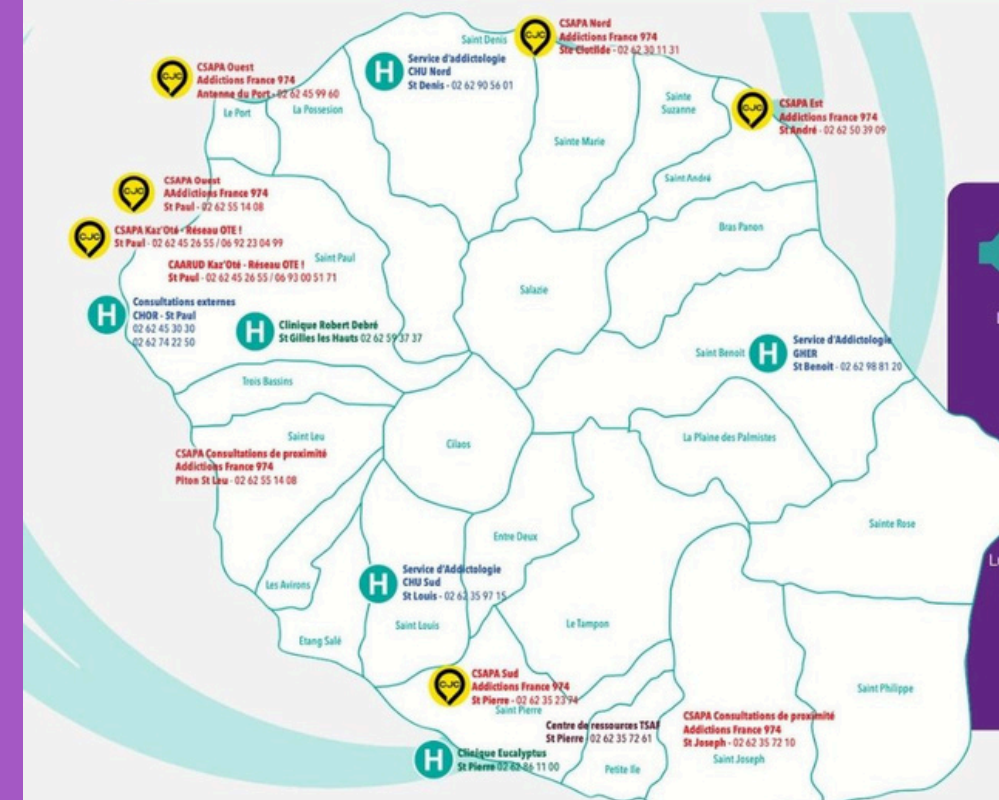 CJC
CSAPA Nord
Addictions France 974
Ste Clotilde - 02 62 30 11 31
Saint Denis
H
Service d'addictologie
CHU Nord
St Denis - 02 62 90 56 01
CJC
CSAPA Ouest
Addictions France 974
Antenne du Port - 02 62 45 99 60
Le Port
La Possesion
Sainte
Suzanne
CJC
CSAPA Est
Addictions France 974
St André - 02 62 50 39 09
Sainte Marie
Saint André
CJC
CSAPA Ouest
AAddictions France 974
St Paul - 02 62 55 14 08
CJC
CSAPA Kaz'Oté - Réseau OTE !
St Paul - 02 62 45 26 55 / 06 92 23 04 99
Bras Panon
Saint Paul
CAARUD Kaz'Oté - Réseau OTE !
St Paul - 02 62 45 26 55 / 06 93 00 51 71
Salazie
H
Consultations externes
CHOR - St Paul
02 62 45 30 30
02 62 74 22 50
H
Clinique Robert Debré
St Gilles les Hauts 02 62 59 37 37
Saint Benoit
H
Service d'Addictologie
GHER
St Benoit - 02 62 98 81 20
Trois Bassins
Saint Leu
CSAPA Consultations de proximité
Addictions France 974
Piton St Leu - 02 62 55 14 08
Cilaos
La Plaine des Palmistes
Sainte Rose
Entre Deux
Les Avirons
H
Service d'Addictologie
CHU Sud
St Louis - 02 62 35 97 15
Saint Louis
Etang Salé
Le Tampon
CJC
CSAPA Sud
Addictions France 974
St Pierre - 02 62 35 23 74
Saint Pierre
Saint Philippe
Centre de ressources TSAF
St Pierre - 02 62 35 72 61
CSAPA Consultations de proximité
Addictions France 974
St Joseph - 02 62 35 72 10
Saint Joseph
H
Clinique Eucalyptus
St Pierre 02 62 86 11 00
Petite Ile